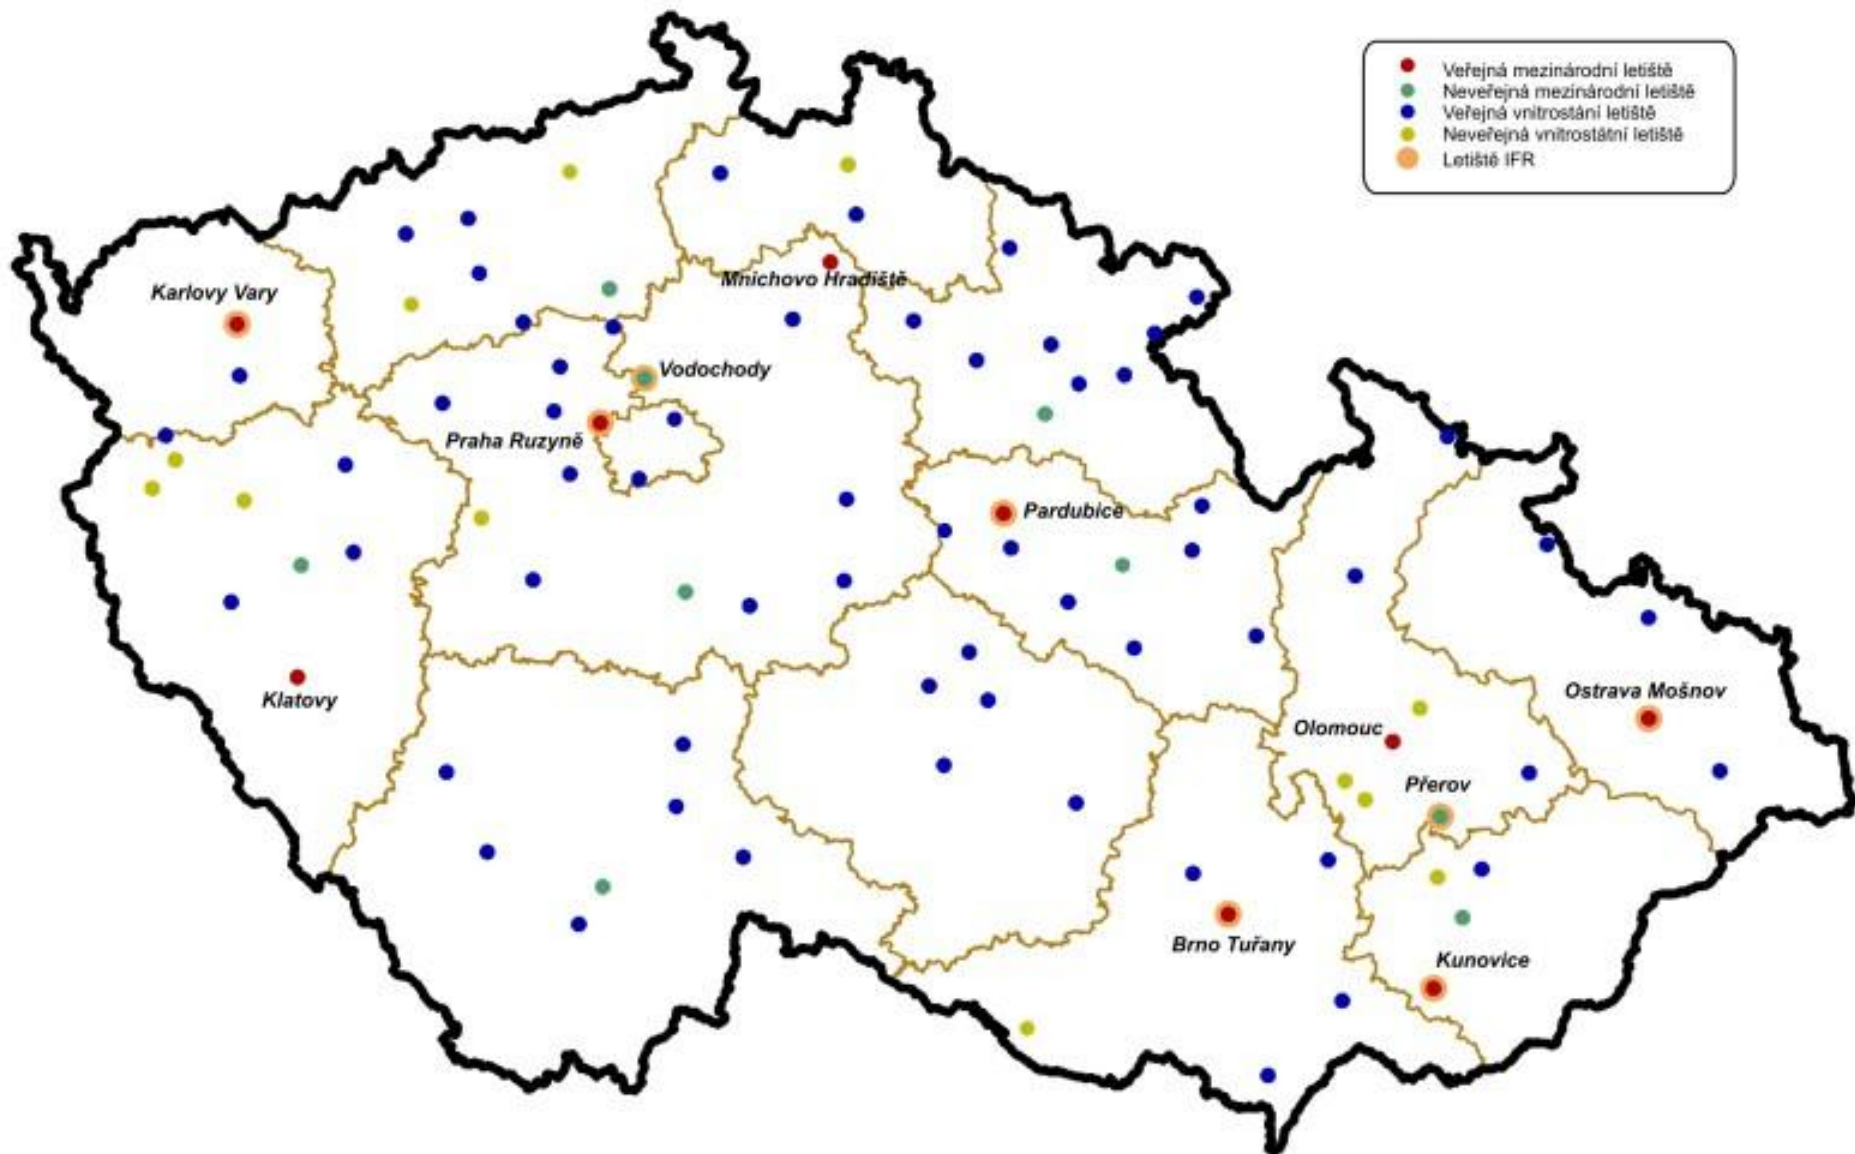 Veřejná mezinárodní letiště
Neveřejná mezinárodní letiště
Veřejná vnitrostání letiště
Neveřejná vnitrostátní letiště
Letiště IFR
Karlovy Vary
Mnichovo Hradiště
Vodochody
Praha Ruzyně
Pardubice
Klatovy
Ostrava Mošnov
Olomouc
Přerov
Brno Tuřany
Kunovice